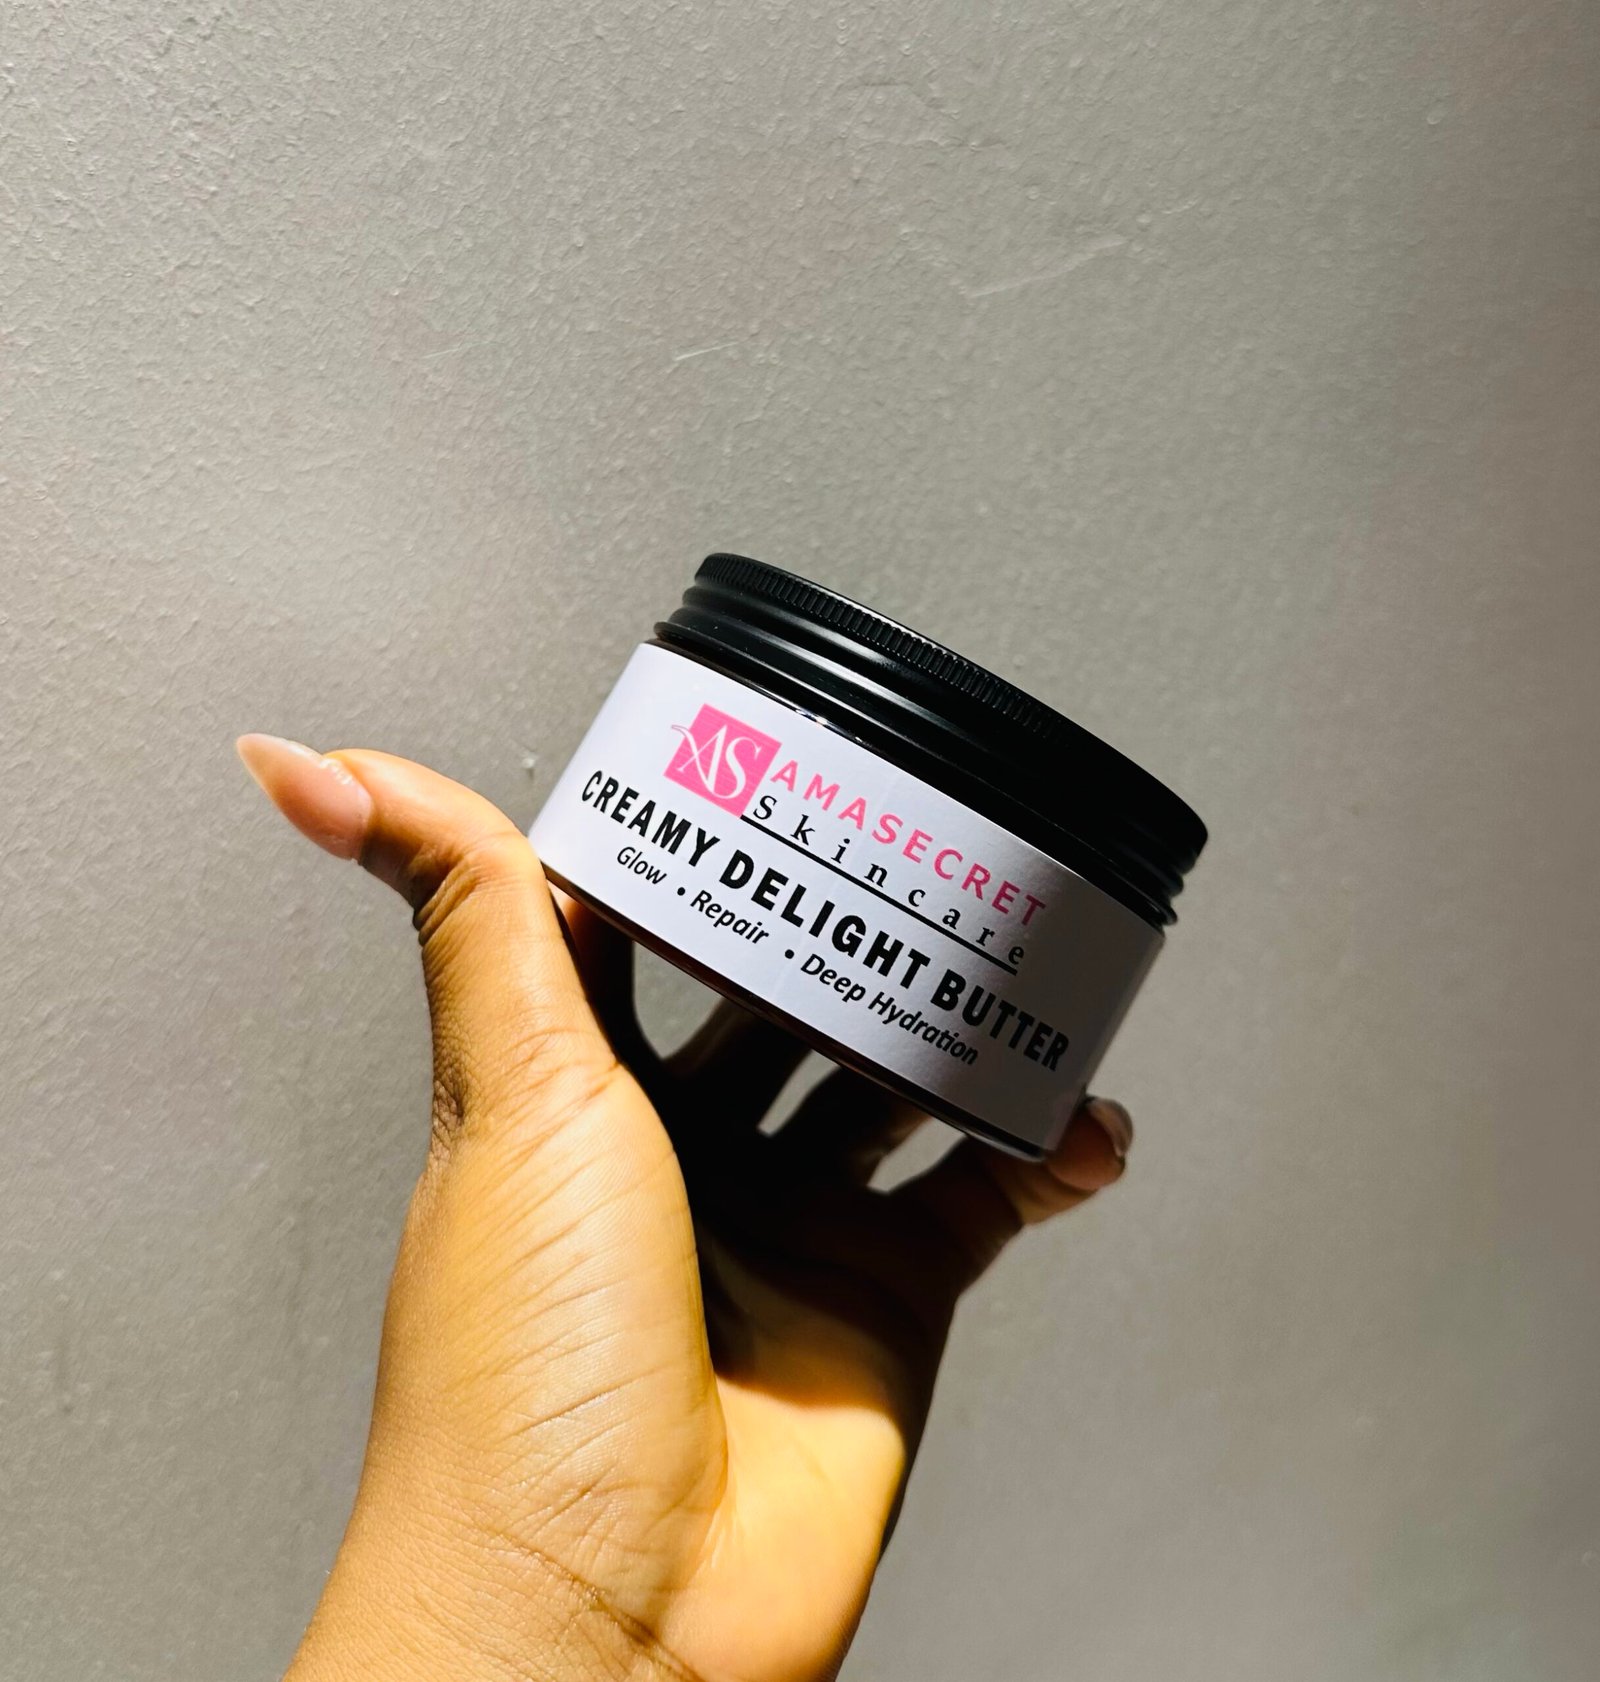 AS
AMASECRET
Skincare
CREAMY DELIGHT BUTTER
Glow • Repair • Deep Hydration